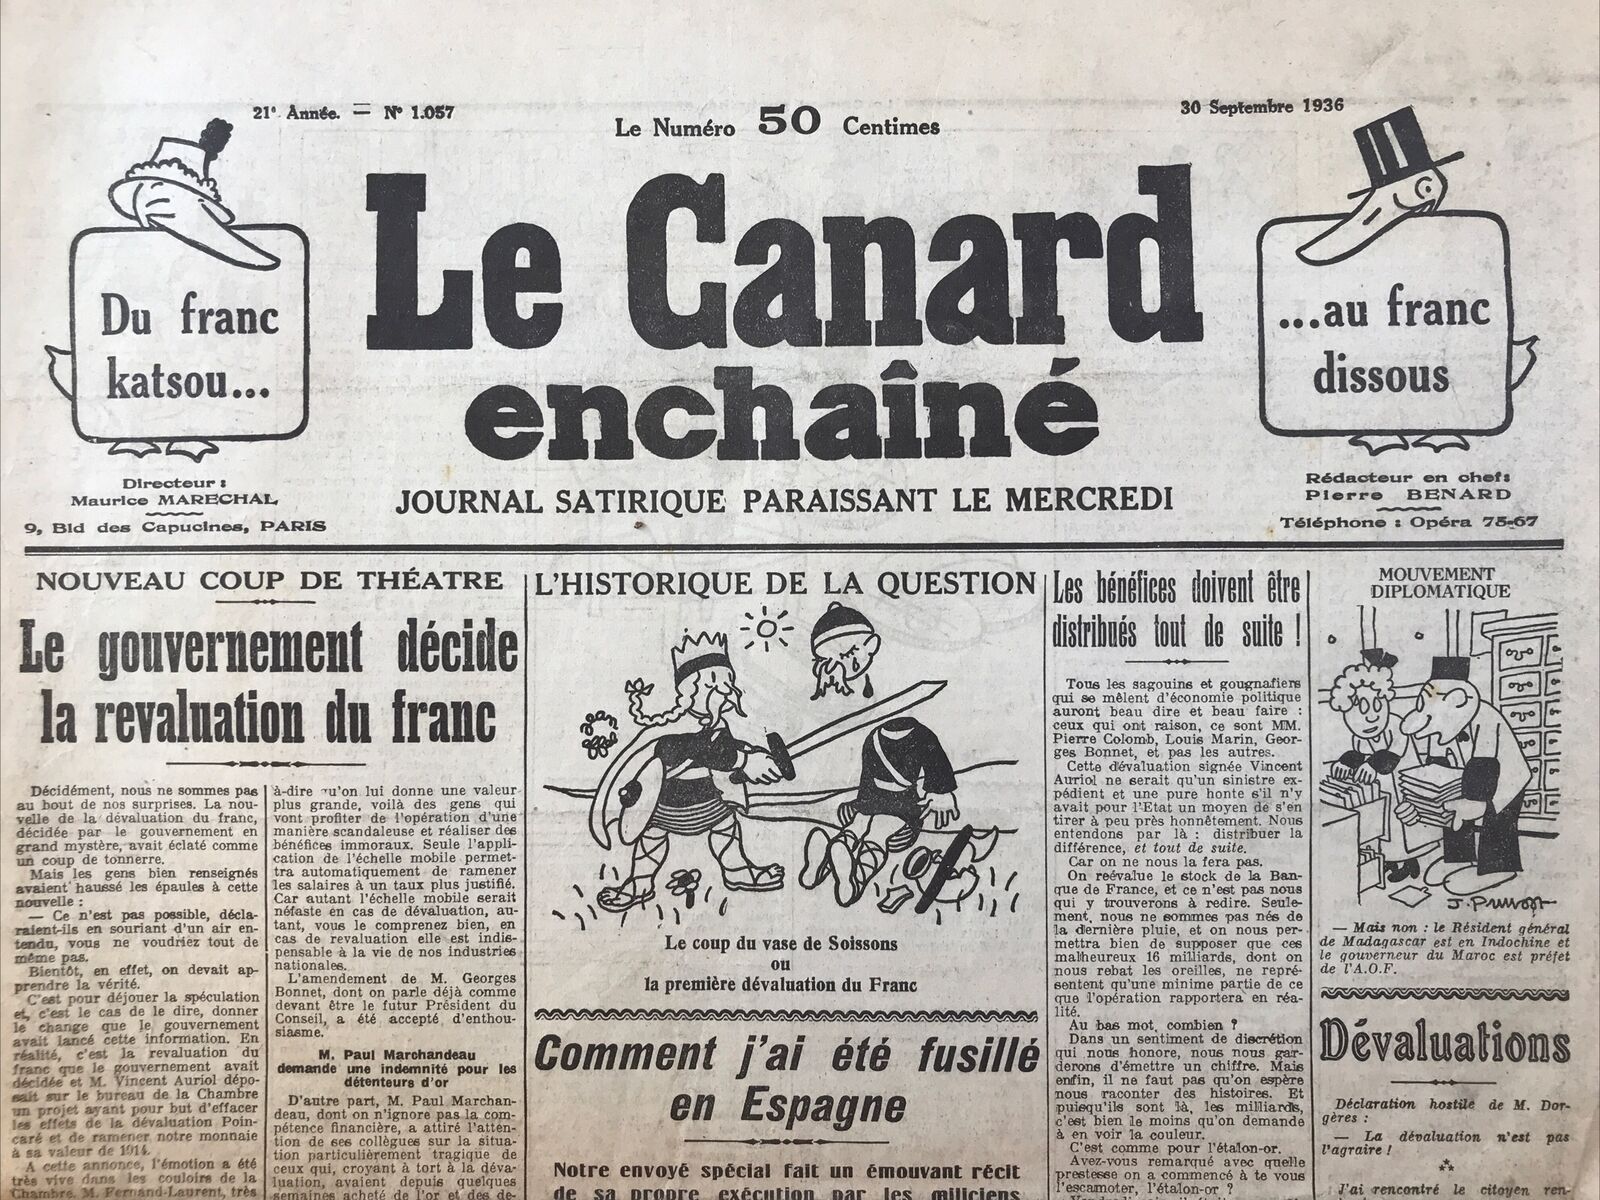 21e Année. — N° 1.057
Le Numéro 50 Centimes
30 Septembre 1936
Du franc
katsou...
Le Canard
enchaîné
...au franc
dissous
Directeur :
Maurice MARECHAL
9, Bld des Capucines, PARIS
JOURNAL SATIRIQUE PARAISSANT LE MERCREDI
Rédacteur en chef :
Pierre BENARD
Téléphone : Opéra 75-67
NOUVEAU COUP DE THÉATRE
Le gouvernement décide
la revaluation du franc
Décidément, nous ne sommes pas
au bout de nos surprises. La nou-
velle de la dévaluation du franc,
décidée par le gouvernement en
grand mystère, avait éclaté comme
un coup de tonnerre.
Mais les gens bien renseignés
avaient haussé les épaules à cette
nouvelle :
— Ce n'est pas possible, décla-
raient-ils en souriant d'un air en-
tendu, vous ne voudriez tout de
même pas.
Bientôt, en effet, on devait ap-
prendre la vérité.
C'est pour déjouer la spéculation
et, c'est le cas de le dire, donner
le change que le gouvernement
avait lancé cette information. En
réalité, c'est la revaluation du
franc que le gouvernement avait
décidée et M. Vincent Auriol dépo-
sait sur le bureau de la Chambre
un projet ayant pour but d'effacer
les effets de la dévaluation Poin-
caré et de ramener notre monnaie
à sa valeur de 1914.
A cette annonce, l'émotion a été
très vive dans les couloirs de la
Chambre. M. Fernand-Laurent, très
à-dire qu'on lui donne une valeur
plus grande, voilà des gens qui
vont profiter de l'opération d'une
manière scandaleuse et réaliser des
bénéfices immoraux. Seule l'appli-
cation de l'échelle mobile permet-
tra automatiquement de ramener
les salaires à un taux plus justifié.
Car autant l'échelle mobile serait
néfaste en cas de dévaluation, au-
tant, vous le comprenez bien, en
cas de revaluation elle est indis-
pensable à la vie de nos industries
nationales.
L'amendement de M. Georges
Bonnet, dont on parle déjà comme
devant être le futur Président du
Conseil, a été accepté d'enthou-
siasme.
M. Paul Marchandeau
demande une indemnité pour les
détenteurs d'or
D'autre part, M. Paul Marchan-
deau, dont on n'ignore pas la com-
pétence financière, a attiré l'atten-
tion de ses collègues sur la situa-
tion particulièrement tragique de
ceux qui, croyant à tort à la déva-
luation, avaient depuis quelques
semaines acheté de l'or et des de-
L'HISTORIQUE DE LA QUESTION
Le coup du vase de Soissons
ou
la première dévaluation du Franc
Comment j'ai été fusillé
en Espagne
Notre envoyé spécial fait un émouvant récit
de sa propre exécution par les miliciens
Les bénéfices doivent être
distribués tout de suite !
Tous les sagouins et gougnafiers
qui se mêlent d'économie politique
auront beau dire et beau faire :
ceux qui ont raison, ce sont MM.
Pierre Colomb, Louis Marin, Geor-
ges Bonnet, et pas les autres.
Cette dévaluation signée Vincent
Auriol ne serait qu'un sinistre ex-
pédient et une pure honte s'il n'y
avait pour l'Etat un moyen de s'en
tirer à peu près honnêtement. Nous
entendons par là : distribuer la
différence, et tout de suite.
Car on ne nous la fera pas.
On réévalue le stock de la Ban-
que de France, et ce n'est pas nous
qui y trouverons à redire. Seule-
ment, nous ne sommes pas nés de
la dernière pluie, et on nous per-
mettra bien de supposer que ces
malheureux 16 milliards, dont on
nous rebat les oreilles, ne repré-
sentent qu'une minime partie de ce
que l'opération rapportera en réa-
lité.
Au bas mot, combien ?
Dans un sentiment de discrétion
qui nous honore, nous nous gar-
derons d'émettre un chiffre. Mais
enfin, il ne faut pas qu'on espère
nous raconter des histoires. Et
puisqu'ils sont là, les milliards,
c'est bien le moins qu'on demande
à en voir la couleur.
C'est comme pour l'étalon-or.
Avez-vous remarqué avec quelle
prestesse on a commencé à te vous
l'escamoter, l'étalon-or ?
MOUVEMENT
DIPLOMATIQUE
— Mais non : le Résident général
de Madagascar est en Indochine et
le gouverneur du Maroc est préfet
de l'A.O.F.
Dévaluations
Déclaration hostile de M. Dor-
gères :
— La dévaluation n'est pas
l'agraire !
J'ai rencontré le citoyen ren-